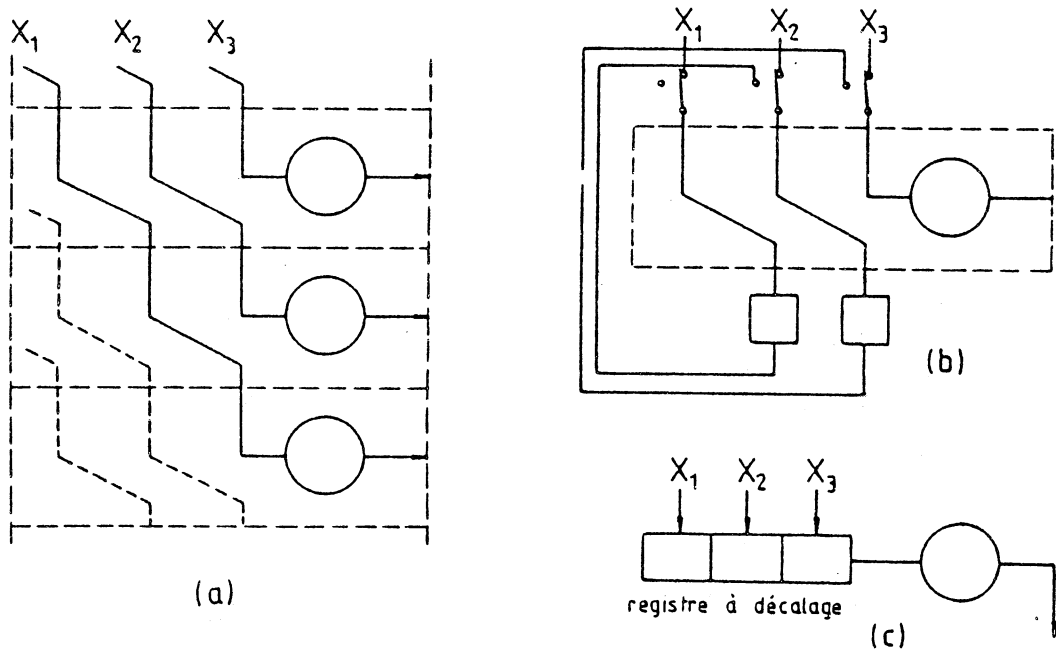 X1 X2 X3
(a)
X1 X2 X3
(b)
X1 X2 X3
registre à décalage
(c)